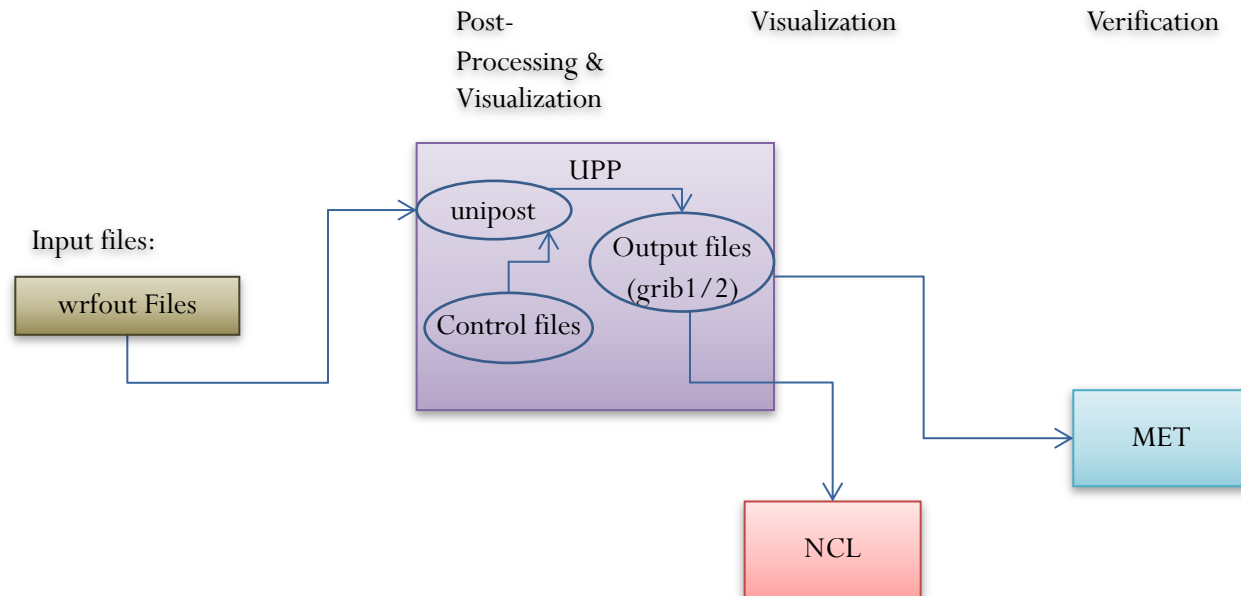 Post-
Processing &
Visualization
Visualization
Verification
UPP
unipost
Input files:
Output files
(grib1/2)
wrfout Files
Control files
MET
NCL